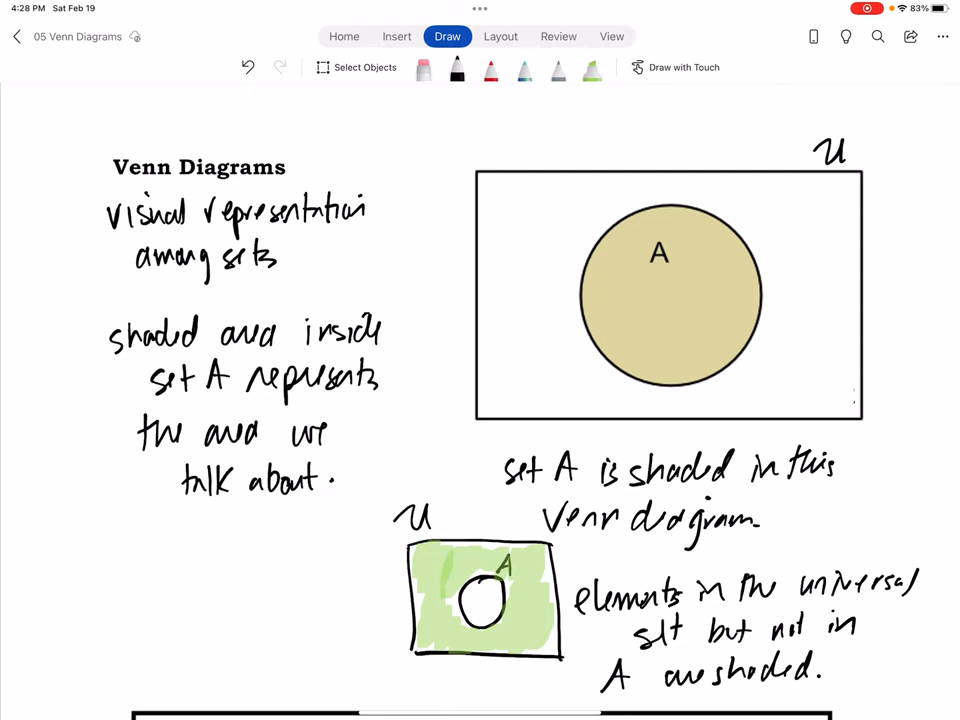 4:28 PM Sat Feb 19
83%
05 Venn Diagrams
Home Insert Draw Layout Review View
Select Objects
Draw with Touch
Venn Diagrams
visual representation
among sets
shaded area inside
set A represents
the area we
talk about.
U
A
set A is shaded in this
Venn diagram.
U
A
elements in the universal
set but not in
A are shaded.